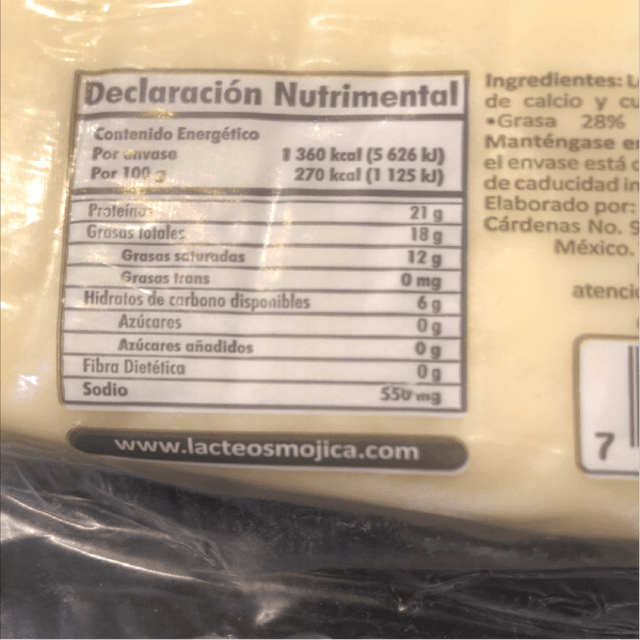 Declaración Nutrimental
Contenido Energético
Por envase 1 360 kcal (5 626 kJ)
Por 100 g 270 kcal (1 125 kJ)
Proteínas 21 g
Grasas totales 18 g
Grasas saturadas 12 g
Grasas trans 0 mg
Hidratos de carbono disponibles 6 g
Azúcares 0 g
Azúcares añadidos 0 g
Fibra Dietética 0 g
Sodio 550 mg
www.lacteosmojica.com
Ingredientes: L
de calcio y cu
•Grasa 28%
Manténgase e
el envase está
de caducidad in
Elaborado por:
Cárdenas No.
México.
atenci
7